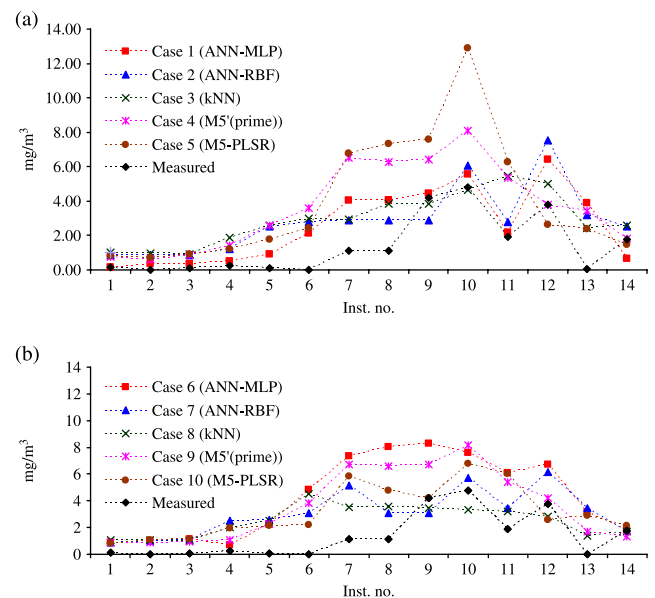 (a)
14.00
12.00
10.00
8.00
6.00
4.00
2.00
0.00
mg/m³
Case 1 (ANN-MLP)
Case 2 (ANN-RBF)
Case 3 (kNN)
Case 4 (M5'(prime))
Case 5 (M5-PLSR)
Measured
1 2 3 4 5 6 7 8 9 10 11 12 13 14
Inst. no.
(b)
14
12
10
8
6
4
2
0
mg/m³
Case 6 (ANN-MLP)
Case 7 (ANN-RBF)
Case 8 (kNN)
Case 9 (M5'(prime))
Case 10 (M5-PLSR)
Measured
1 2 3 4 5 6 7 8 9 10 11 12 13 14
Inst. no.